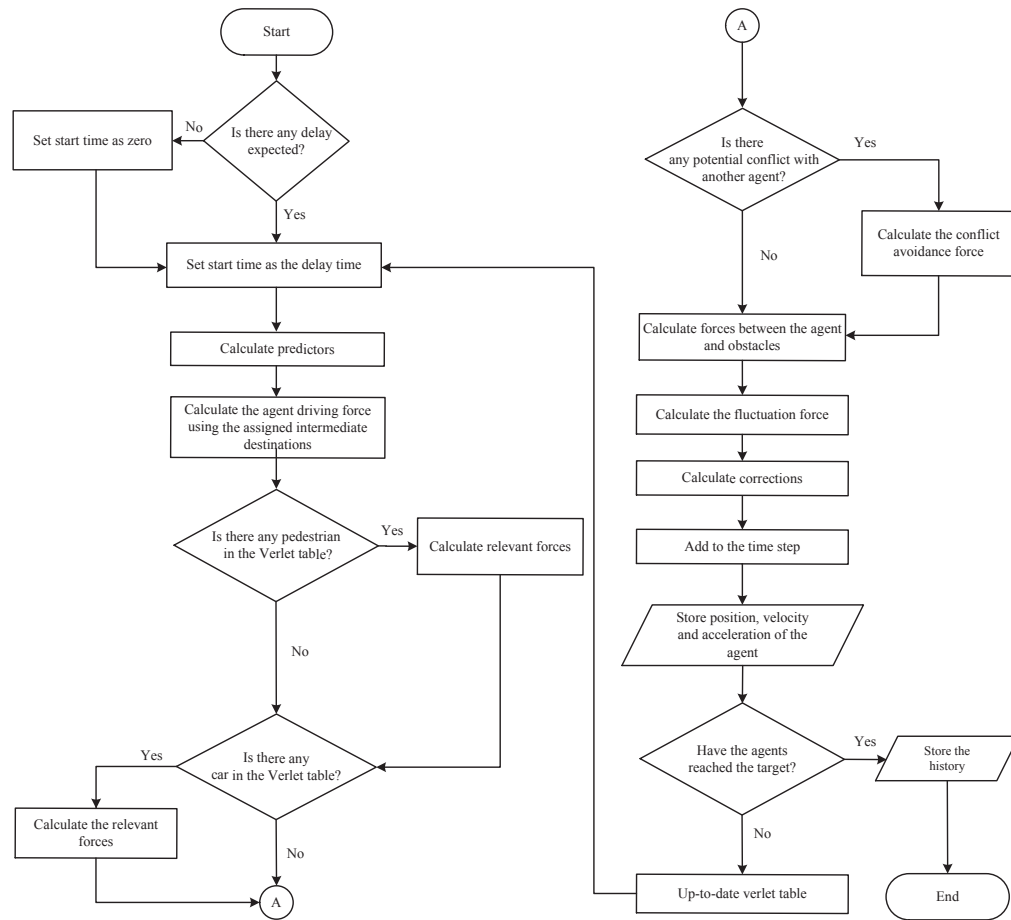 Start
Is there any delay
expected?
No
Set start time as zero
Yes
Set start time as the delay time
Calculate predictors
Calculate the agent driving force
using the assigned intermediate
destinations
Is there any pedestrian
in the Verlet table?
Yes
Calculate relevant forces
No
Is there any
car in the Verlet table?
Yes
Calculate the relevant
forces
No
A
A
Is there
any potential conflict with
another agent?
Yes
Calculate the conflict
avoidance force
No
Calculate forces between the agent
and obstacles
Calculate the fluctuation force
Calculate corrections
Add to the time step
Store position, velocity
and acceleration of the
agent
Have the agents
reached the target?
Yes
Store the
history
No
Up-to-date verlet table
End